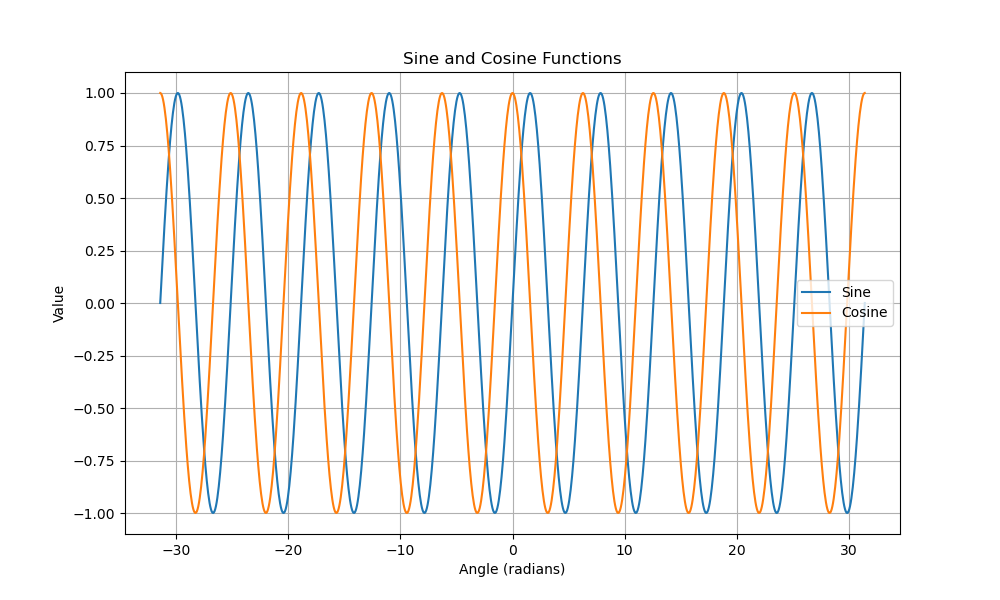 Sine and Cosine Functions
1.00
0.75
0.50
0.25
0.00
−0.25
−0.50
−0.75
−1.00
Value
Sine
Cosine
−30 −20 −10 0 10 20 30
Angle (radians)